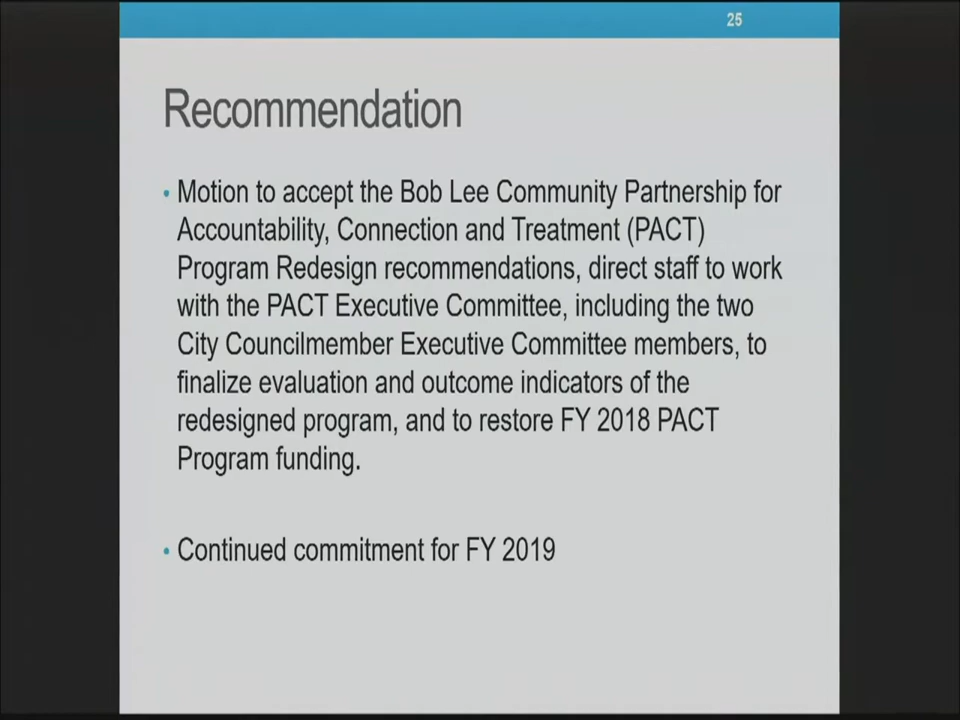 25
Recommendation
• Motion to accept the Bob Lee Community Partnership for
Accountability, Connection and Treatment (PACT)
Program Redesign recommendations, direct staff to work
with the PACT Executive Committee, including the two
City Councilmember Executive Committee members, to
finalize evaluation and outcome indicators of the
redesigned program, and to restore FY 2018 PACT
Program funding.
• Continued commitment for FY 2019